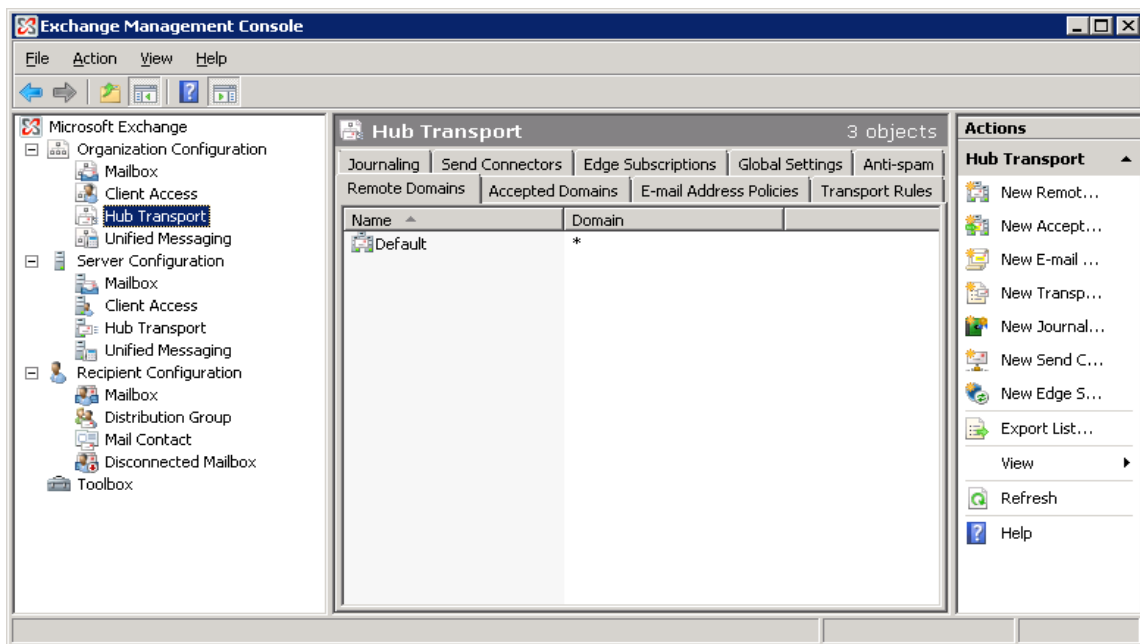 Exchange Management Console
File Action View Help
Microsoft Exchange
Organization Configuration
Mailbox
Client Access
Hub Transport
Unified Messaging
Server Configuration
Mailbox
Client Access
Hub Transport
Unified Messaging
Recipient Configuration
Mailbox
Distribution Group
Mail Contact
Disconnected Mailbox
Toolbox
Hub Transport 3 objects
Journaling Send Connectors Edge Subscriptions Global Settings Anti-spam
Remote Domains Accepted Domains E-mail Address Policies Transport Rules
Name Domain
Default *
Actions
Hub Transport
New Remot...
New Accept...
New E-mail ...
New Transp...
New Journal...
New Send C...
New Edge S...
Export List...
View
Refresh
Help